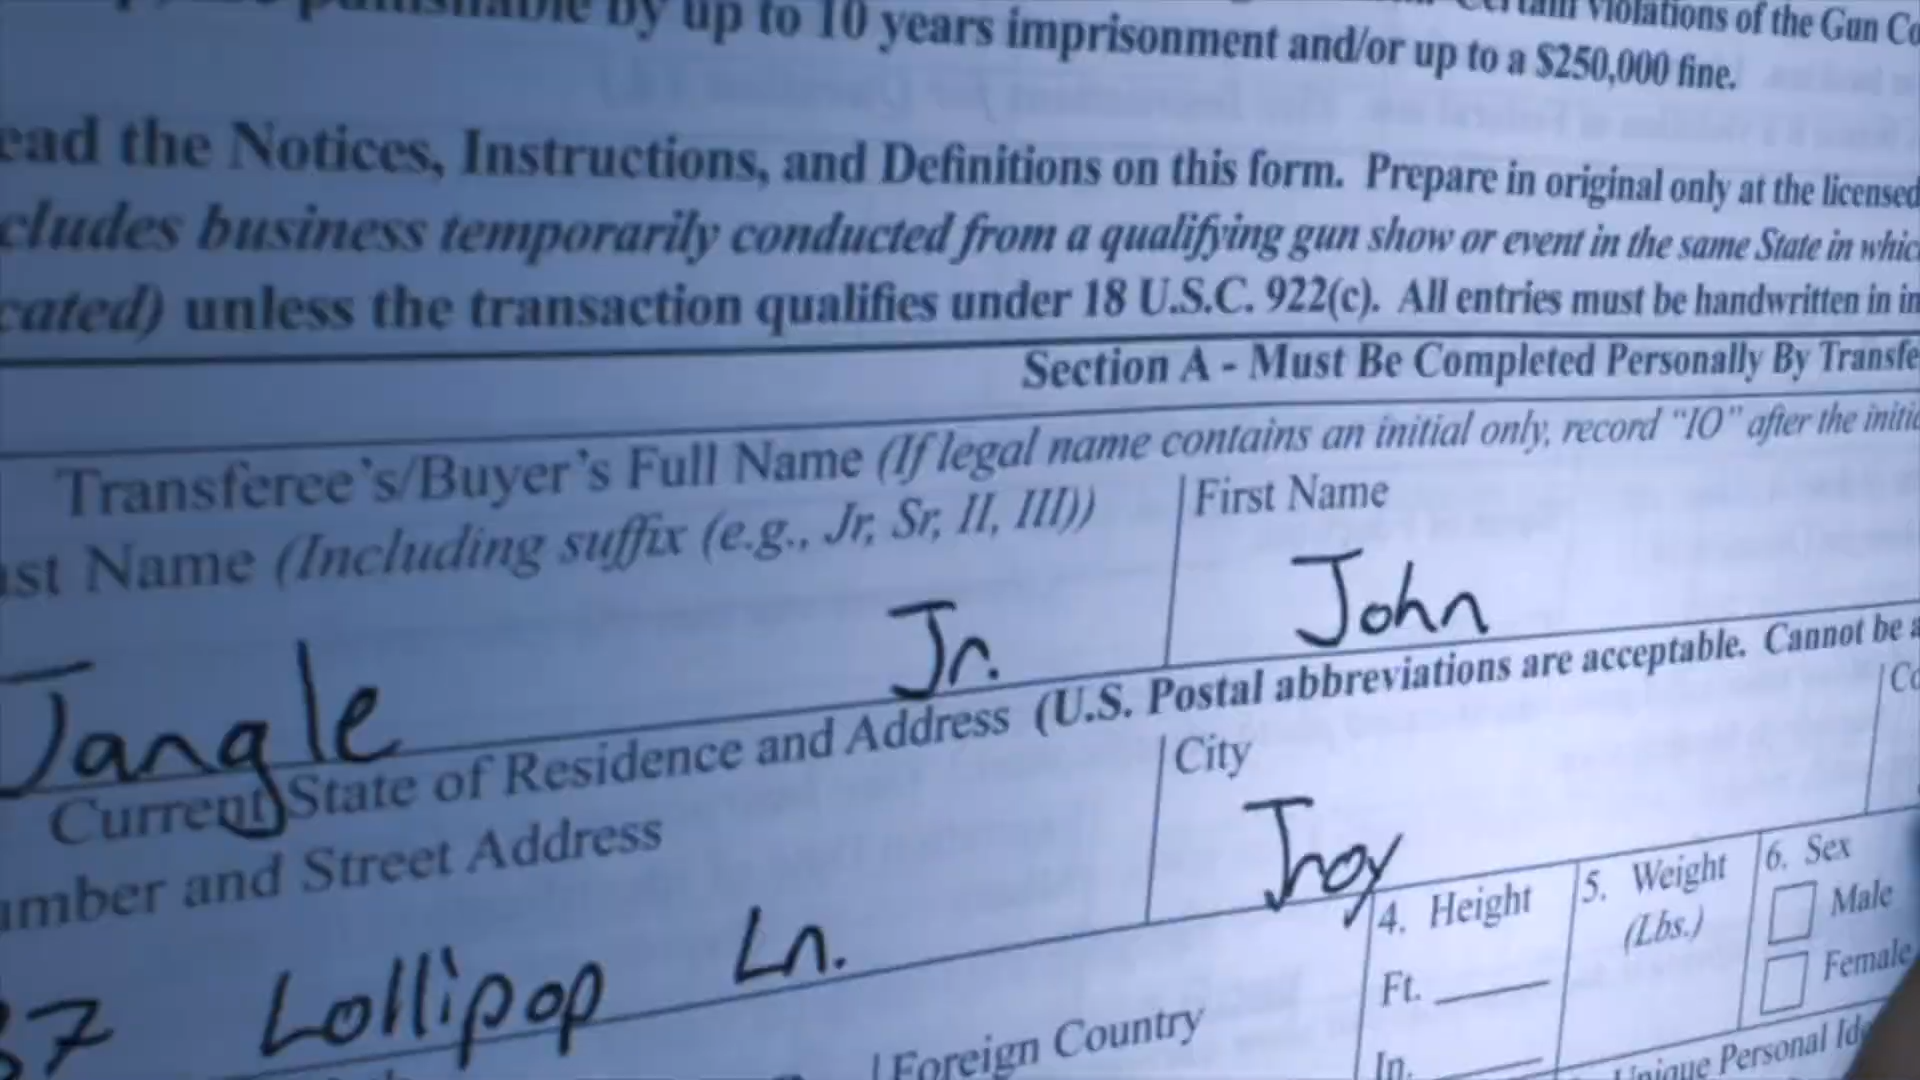 by up to 10 years imprisonment and/or up to a $250,000 fine.
violations of the Gun
ead the Notices, Instructions, and Definitions on this form. Prepare in original only at the licensed
cludes business temporarily conducted from a qualifying gun show or event in the same State in whic
cated) unless the transaction qualifies under 18 U.S.C. 922(c). All entries must be handwritten in in
Section A - Must Be Completed Personally By Transfe
Transferee's/Buyer's Full Name (If legal name contains an initial only, record "IO" after the initia
ast Name (Including suffix (e.g., Jr, Sr, II, III))
First Name
Jangle Jr.
John
Current State of Residence and Address (U.S. Postal abbreviations are acceptable. Cannot be a
umber and Street Address
City
Co
37 Lollipop Ln.
Troy
4. Height
Ft.
In.
5. Weight
(Lbs.)
6. Sex
Male
Female
Foreign Country
Unique Personal Ide